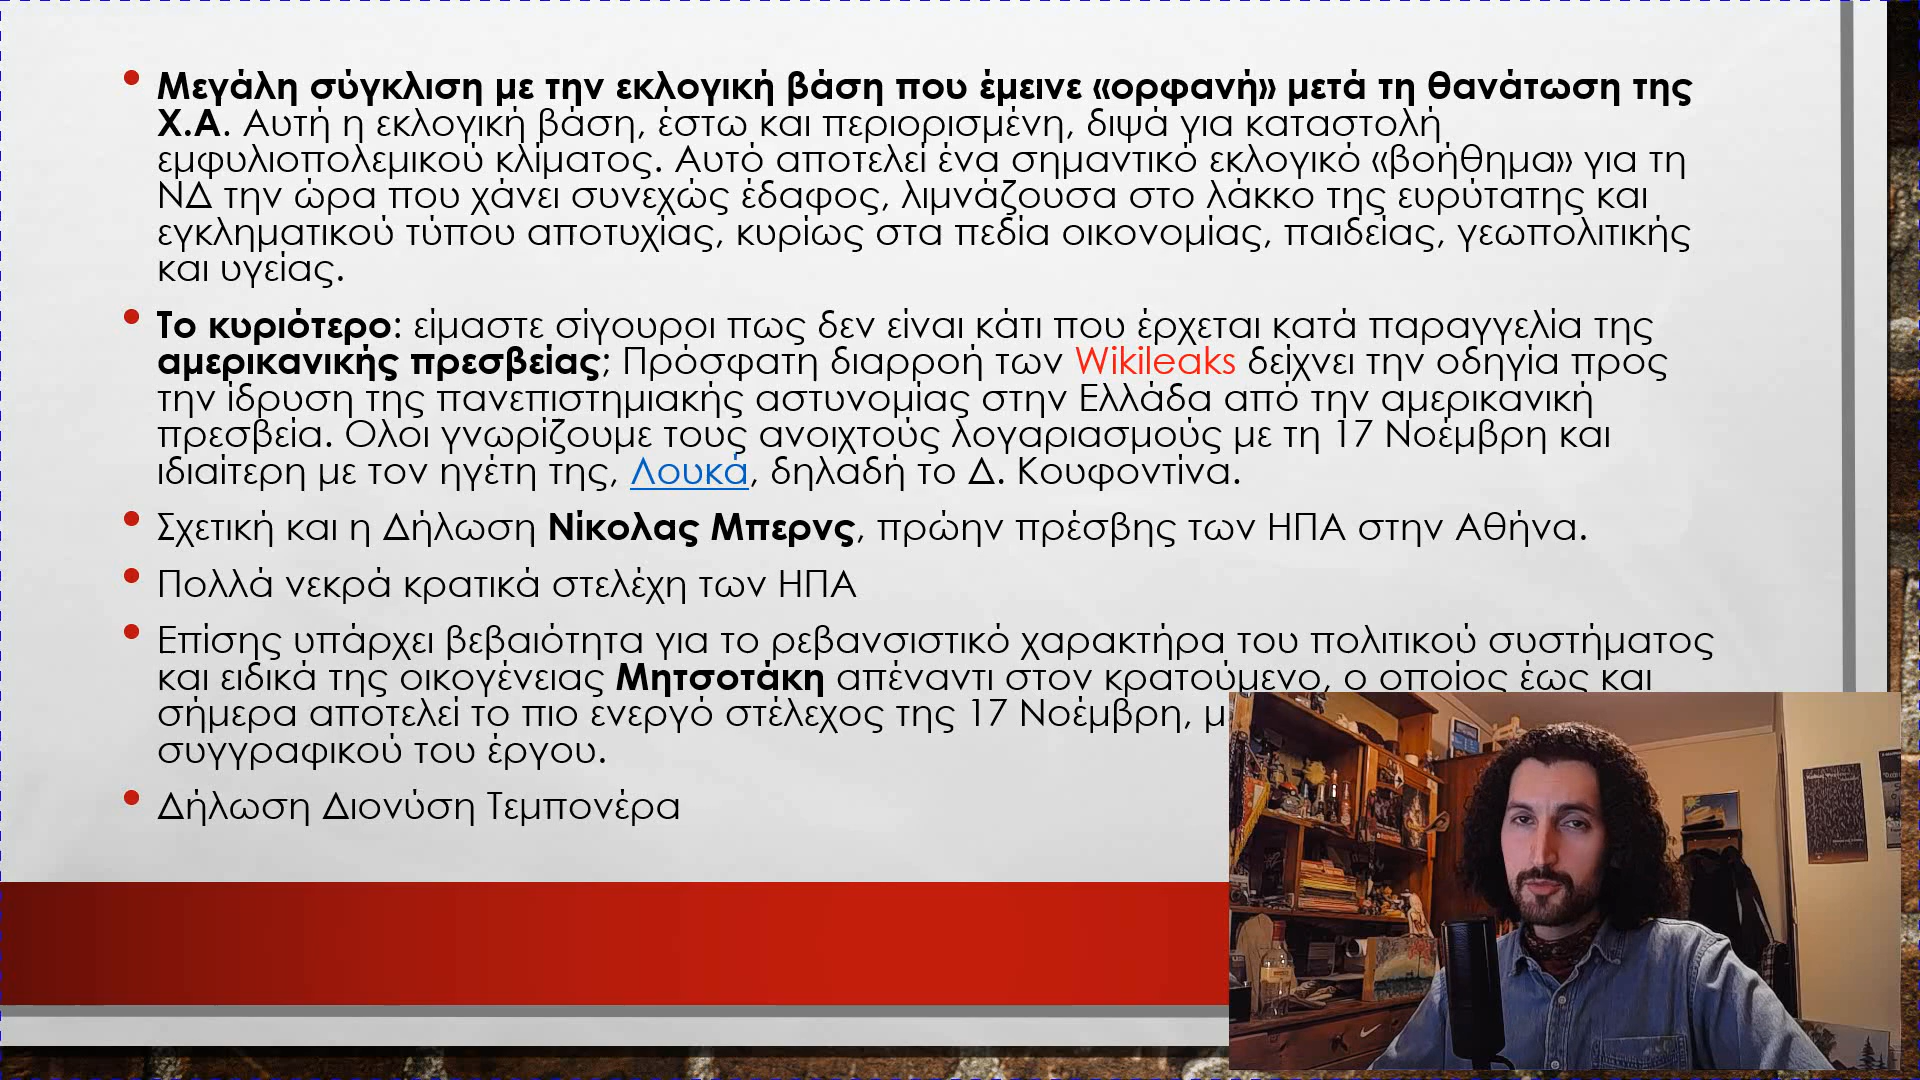 • Μεγάλη σύγκλιση με την εκλογική βάση που έμεινε «ορφανή» μετά τη θανάτωση της
Χ.Α. Αυτή η εκλογική βάση, έστω και περιορισμένη, διψά για καταστολή
εμφυλιοπολεμικού κλίματος. Αυτό αποτελεί ένα σημαντικό εκλογικό «βοήθημα» για τη
ΝΔ την ώρα που χάνει συνεχώς έδαφος, λιμνάζουσα στο λάκκο της ευρύτατης και
εγκληματικού τύπου αποτυχίας, κυρίως στα πεδία οικονομίας, παιδείας, γεωπολιτικής
και υγείας.
• Το κυριότερο: είμαστε σίγουροι πως δεν είναι κάτι που έρχεται κατά παραγγελία της
αμερικανικής πρεσβείας; Πρόσφατη διαρροή των Wikileaks δείχνει την οδηγία προς
την ίδρυση της πανεπιστημιακής αστυνομίας στην Ελλάδα από την αμερικανική
πρεσβεία. Ολοι γνωρίζουμε τους ανοιχτούς λογαριασμούς με τη 17 Νοέμβρη και
ιδιαίτερη με τον ηγέτη της, Λουκά, δηλαδή το Δ. Κουφοντίνα.
• Σχετική και η Δήλωση Νίκολας Μπερνς, πρώην πρέσβης των ΗΠΑ στην Αθήνα.
• Πολλά νεκρά κρατικά στελέχη των ΗΠΑ
• Επίσης υπάρχει βεβαιότητα για το ρεβανσιστικό χαρακτήρα του πολιτικού συστήματος
και ειδικά της οικογένειας Μητσοτάκη απέναντι στον κρατούμενο, ο οποίος έως και
σήμερα αποτελεί το πιο ενεργό στέλεχος της 17 Νοέμβρη,
συγγραφικού του έργου.
• Δήλωση Διονύση Τεμπονέρα